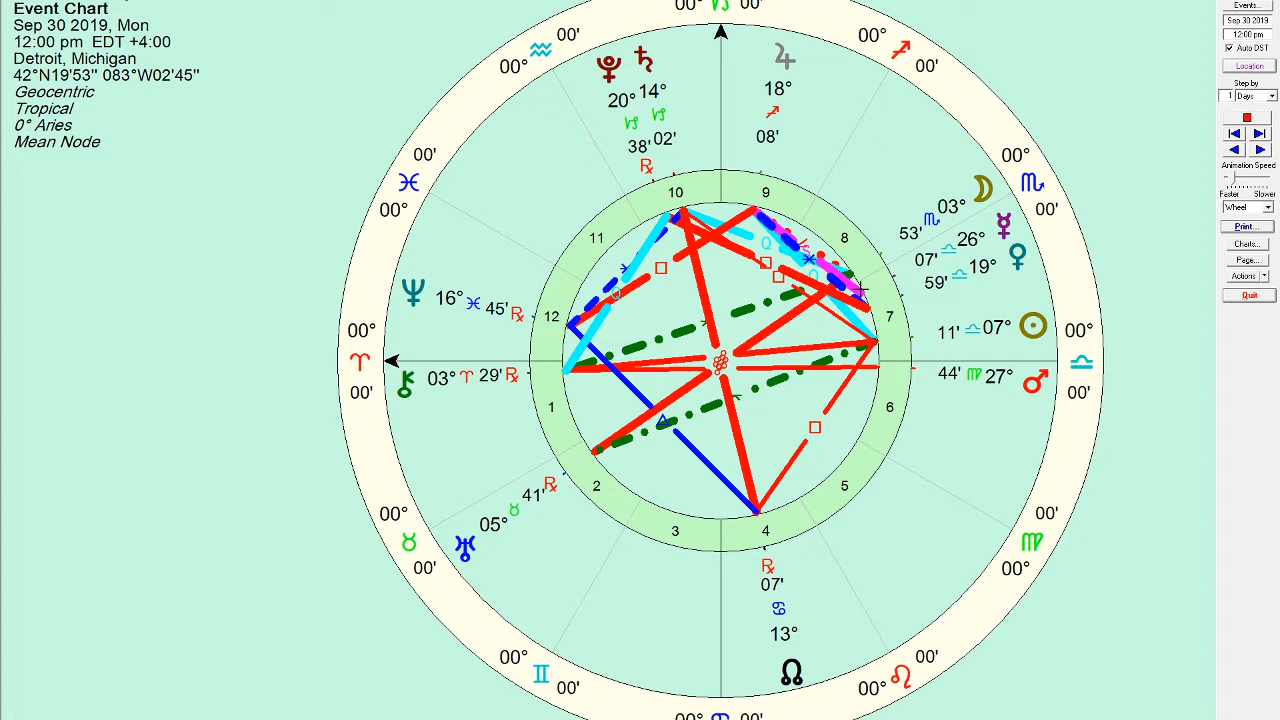 Event Chart
Sep 30 2019, Mon
12:00 pm  EDT +4:00
Detroit, Michigan
42°N19'53" 083°W02'45"
Geocentric
Tropical
0° Aries
Mean Node
00° ♑ 00'
00° ♐ 00'
00° ♏ 00'
00° ♎ 00'
00' ♍ 00°
00' ♌ 00°
00° ♋ 00'
00° ♊ 00'
00° ♉ 00'
00° ♈ 00'
00' ♓ 00°
00' ♒ 00°
♇ 20° ♑ 38' ℞
♄ 14° ♑ 02'
♃ 18° ♐ 08'
53' ♏ 03° ☽
07' ♎ 26° ☿
59' ♎ 19° ♀
11' ♎ 07° ☉
44' ♍ 27° ♂
♆ 16° ♓ 45' ℞
⚷ 03° ♈ 29' ℞
♅ 05° ♉ 41' ℞
℞ 07' ♋ 13° ☊
10
9
8
7
6
5
4
3
2
1
12
11
Q
Q
Q
Events...
Sep 30 2019
12:00 pm
Auto DST
Location
Step by
1 Days
Animation Speed
Faster Slower
Wheel
Print...
Charts...
Page...
Actions
Quit